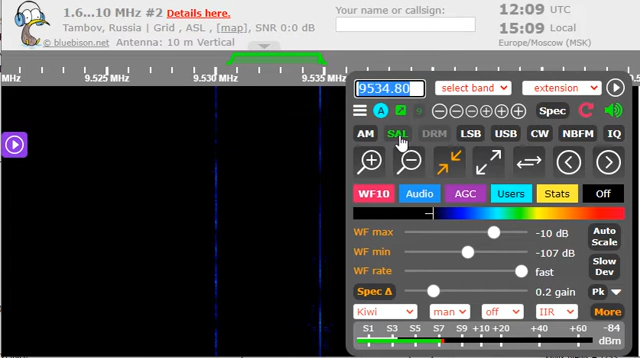 1.6...10 MHz #2 Details here.
Tambov, Russia | Grid , ASL , [map], SNR 0:0 dB
© bluebison.net Antenna: 10 m Vertical
Your name or callsign:
12:09 UTC
15:09 Local
Europe/Moscow (MSK)
MHz 9.525 MHz 9.530 MHz 9.535 MHz
9534.80 select band extension
A 9 Spec
AM SAL DRM LSB USB CW NBFM IQ
WF10 Audio AGC Users Stats Off
WF max -10 dB Auto Scale
WF min -107 dB
WF rate fast Slow Dev
Spec Δ 0.2 gain Pk
Kiwi man off IIR More
S1 S3 S5 S7 S9 +10 +20 +40 +60 -84 dBm